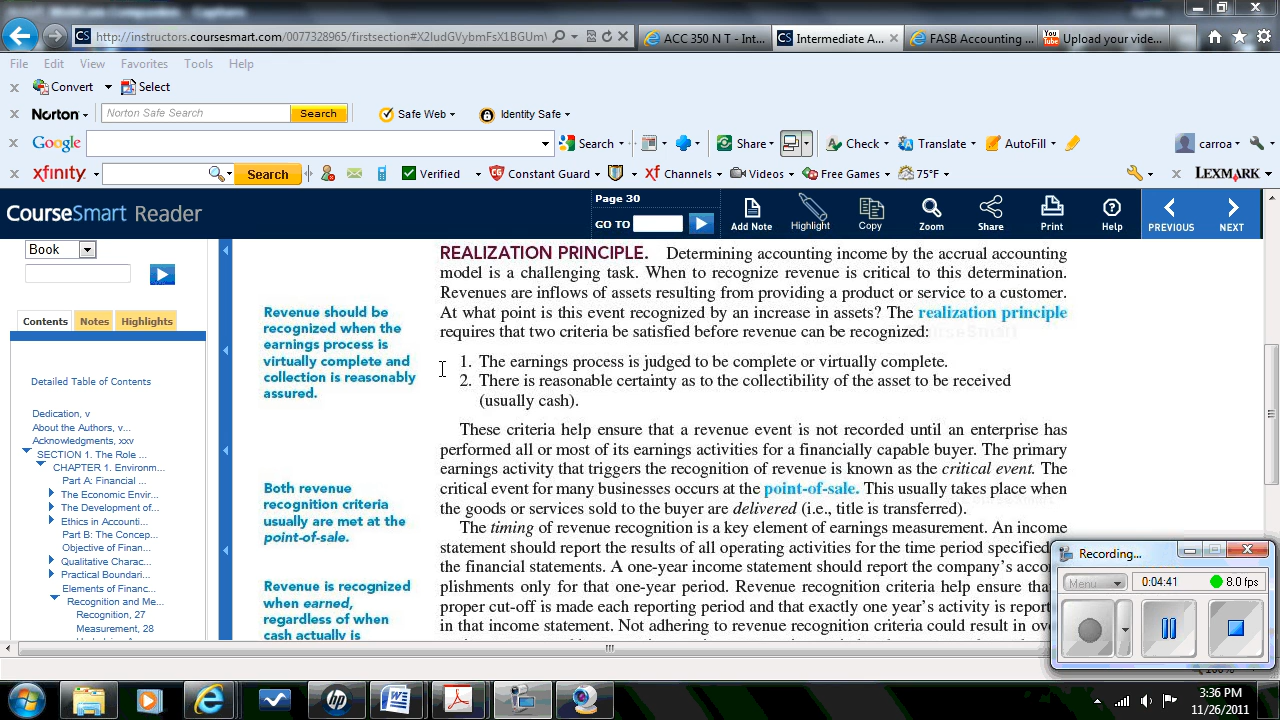 http://instructors.coursesmart.com/0077328965/firstsection#X2ludGVybmFsX1BGUm
ACC 350 N T - Int...
Intermediate A...
FASB Accounting ...
Upload your vide...
File Edit View Favorites Tools Help
x Convert Select
x Norton Norton Safe Search Search Safe Web Identity Safe
x Google Search Share Check Translate AutoFill carroa
x xfinity Search Verified Constant Guard Channels Videos Free Games 75°F x LEXMARK
CourseSmart Reader
Page 30
GO TO
Add Note Highlight Copy Zoom Share Print Help PREVIOUS NEXT
Book
Contents Notes Highlights
Detailed Table of Contents
Dedication, v
About the Authors, v...
Acknowledgments, xxv
SECTION 1. The Role ...
CHAPTER 1. Environm...
Part A: Financial ...
The Economic Envir...
The Development of...
Ethics in Accounti...
Part B: The Concep...
Objective of Finan...
Qualitative Charac...
Practical Boundari...
Elements of Financ...
Recognition and Me...
Recognition, 27
Measurement, 28
Revenue should be
recognized when the
earnings process is
virtually complete and
collection is reasonably
assured.
Both revenue
recognition criteria
usually are met at the
point-of-sale.
Revenue is recognized
when earned,
regardless of when
cash actually is
REALIZATION PRINCIPLE. Determining accounting income by the accrual accounting
model is a challenging task. When to recognize revenue is critical to this determination.
Revenues are inflows of assets resulting from providing a product or service to a customer.
At what point is this event recognized by an increase in assets? The realization principle
requires that two criteria be satisfied before revenue can be recognized:
1. The earnings process is judged to be complete or virtually complete.
2. There is reasonable certainty as to the collectibility of the asset to be received
(usually cash).
These criteria help ensure that a revenue event is not recorded until an enterprise has
performed all or most of its earnings activities for a financially capable buyer. The primary
earnings activity that triggers the recognition of revenue is known as the critical event. The
critical event for many businesses occurs at the point-of-sale. This usually takes place when
the goods or services sold to the buyer are delivered (i.e., title is transferred).
The timing of revenue recognition is a key element of earnings measurement. An income
statement should report the results of all operating activities for the time period specified
the financial statements. A one-year income statement should report the company's accom
plishments only for that one-year period. Revenue recognition criteria help ensure tha
proper cut-off is made each reporting period and that exactly one year's activity is report
in that income statement. Not adhering to revenue recognition criteria could result in ov
Recording...
Menu 0:04:41 8.0 fps
3:36 PM
11/26/2011